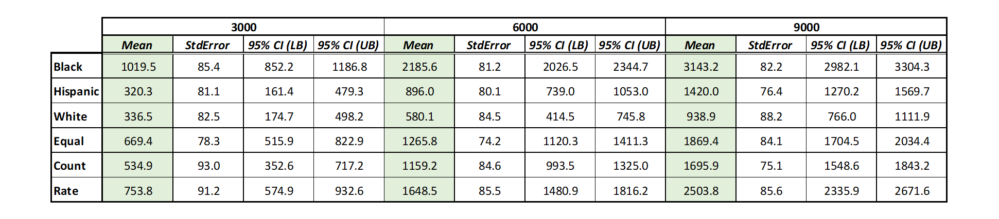 3000 6000 9000
Mean StdError 95% CI (LB) 95% CI (UB) Mean StdError 95% CI (LB) 95% CI (UB) Mean StdError 95% CI (LB) 95% CI (UB)
Black 1019.5 85.4 852.2 1186.8 2185.6 81.2 2026.5 2344.7 3143.2 82.2 2982.1 3304.3
Hispanic 320.3 81.1 161.4 479.3 896.0 80.1 739.0 1053.0 1420.0 76.4 1270.2 1569.7
White 336.5 82.5 174.7 498.2 580.1 84.5 414.5 745.8 938.9 88.2 766.0 1111.9
Equal 669.4 78.3 515.9 822.9 1265.8 74.2 1120.3 1411.3 1869.4 84.1 1704.5 2034.4
Count 534.9 93.0 352.6 717.2 1159.2 84.6 993.5 1325.0 1695.9 75.1 1548.6 1843.2
Rate 753.8 91.2 574.9 932.6 1648.5 85.5 1480.9 1816.2 2503.8 85.6 2335.9 2671.6